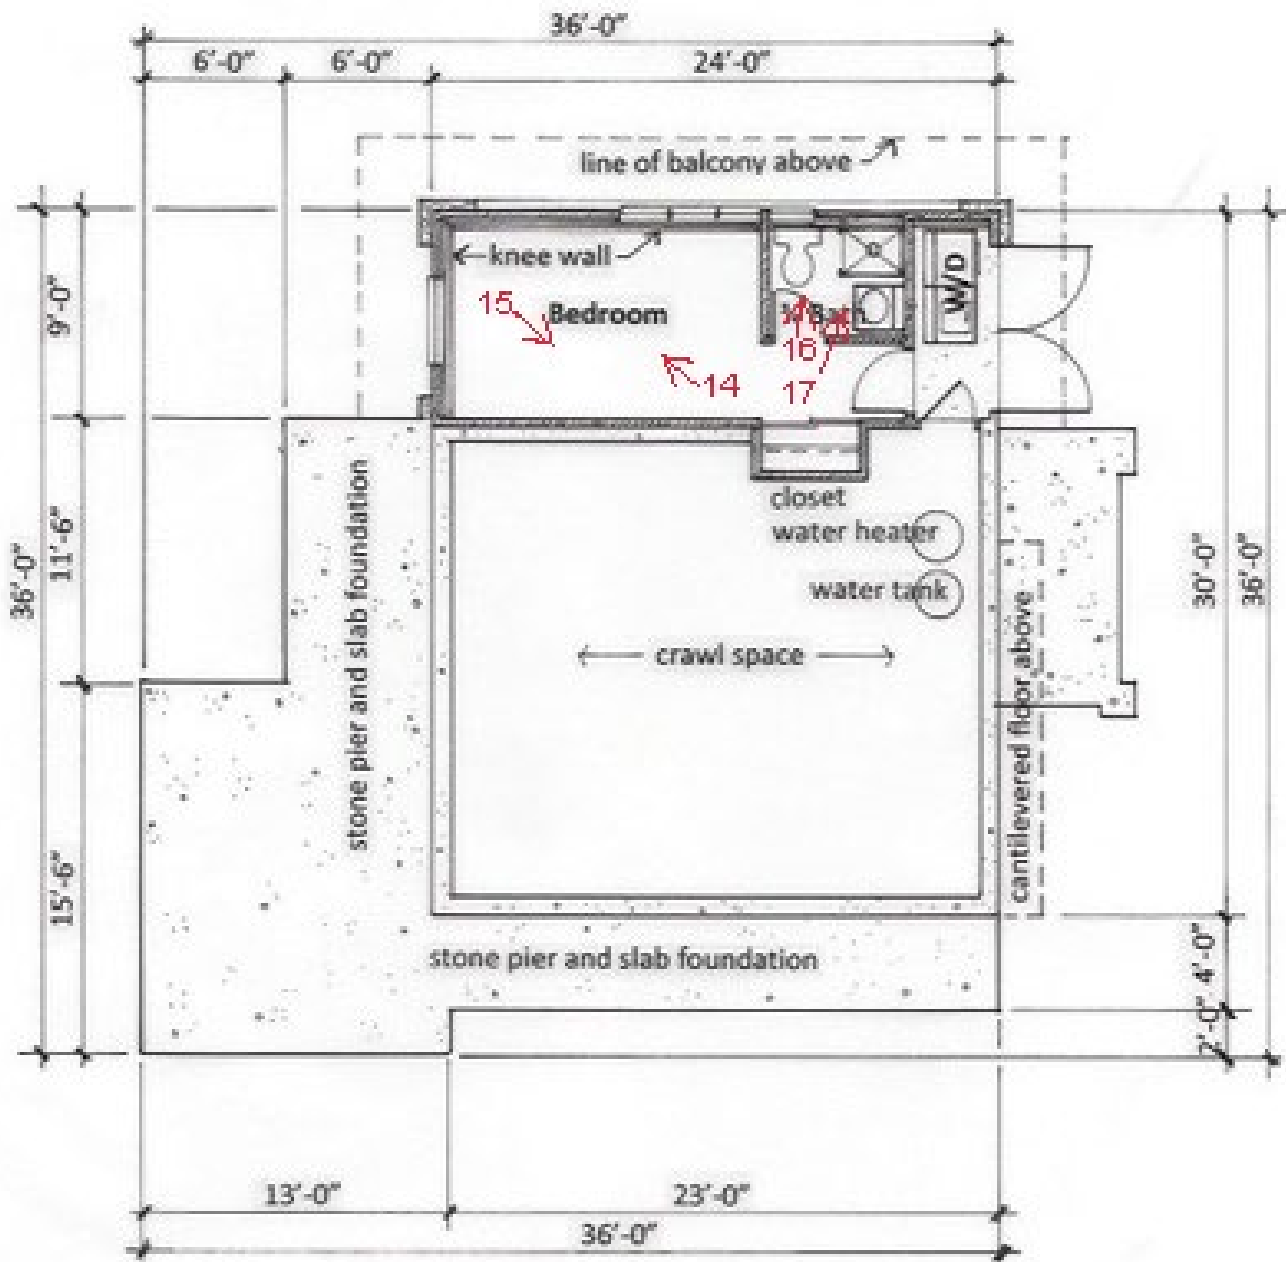 36'-0"
6'-0" 6'-0" 24'-0"
line of balcony above
knee wall
W/D
15 Bedroom
16
14 17
9'-0"
11'-6"
36'-0"
15'-6"
stone pier and slab foundation
closet
water heater
water tank
crawl space
cantilevered floor above
30'-0"
36'-0"
4'-0"
2'-0"
stone pier and slab foundation
13'-0" 23'-0"
36'-0"